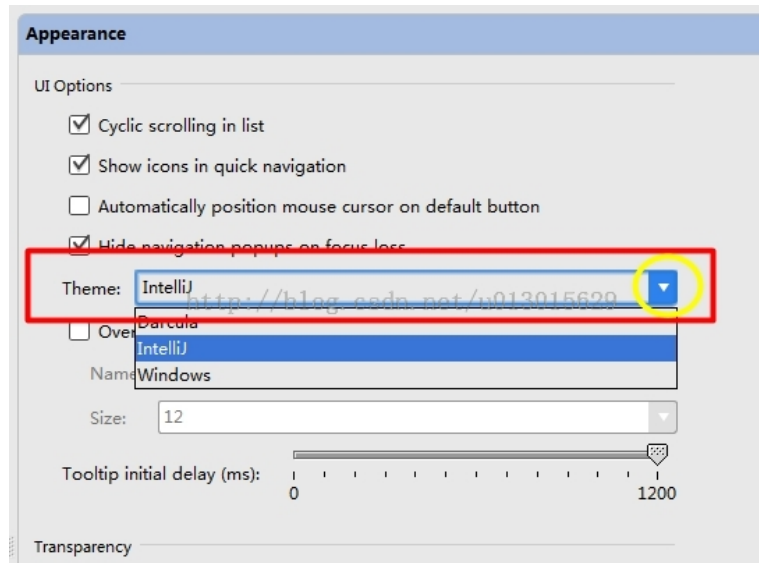 Appearance
UI Options
Cyclic scrolling in list
Show icons in quick navigation
Automatically position mouse cursor on default button
Hide navigation popups on focus loss
Theme: IntelliJ
http://blog.csdn.net/u013015629
Darcula
IntelliJ
Windows
Size: 12
Tooltip initial delay (ms):
0 1200
Transparency